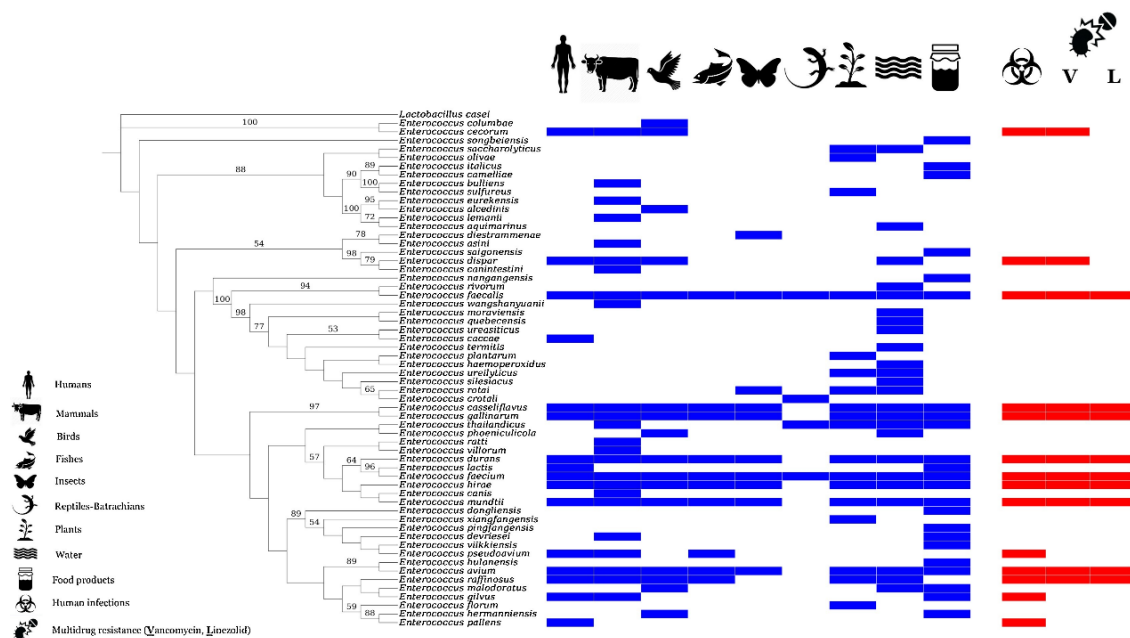 V L
Lactobacillus casei
Enterococcus columbae
100
Enterococcus cecorum
Enterococcus songbeiensis
Enterococcus saccharolyticus
Enterococcus olivae
88
89
Enterococcus italicus
90
Enterococcus camelliae
100
Enterococcus bulliens
Enterococcus sulfureus
95
Enterococcus eurekensis
100
Enterococcus alcedinis
72
Enterococcus lemanii
Enterococcus aquimarinus
78
Enterococcus diestrammenae
54
Enterococcus asini
98
Enterococcus saigonensis
79
Enterococcus dispar
Enterococcus canintestini
Enterococcus nangangensis
94
Enterococcus rivorum
100
Enterococcus faecalis
Enterococcus wangshanyuanii
98
Enterococcus moraviensis
Enterococcus quebecensis
77
53
Enterococcus ureasiticus
Enterococcus caccae
Enterococcus termitis
Enterococcus plantarum
Enterococcus haemoperoxidus
Enterococcus ureilyticus
Enterococcus silesiacus
65
Enterococcus rotai
Enterococcus crotali
97
Enterococcus casseliflavus
Enterococcus gallinarum
Enterococcus thailandicus
Enterococcus phoeniculicola
Enterococcus ratti
57
Enterococcus villorum
64
Enterococcus durans
96
Enterococcus lactis
Enterococcus faecium
Enterococcus hirae
Enterococcus canis
Enterococcus mundtii
89
Enterococcus dongliensis
54
Enterococcus xiangfangensis
Enterococcus pingfangensis
Enterococcus devriesei
Enterococcus vilkkiensis
Enterococcus pseudoavium
89
Enterococcus hulanensis
Enterococcus avium
Enterococcus raffinosus
Enterococcus malodoratus
Enterococcus gilvus
59
Enterococcus florum
88
Enterococcus hermanniensis
Enterococcus pallens
Humans
Mammals
Birds
Fishes
Insects
Reptiles-Batrachians
Plants
Water
Food products
Human infections
Multidrug resistance (Vancomycin, Linezolid)